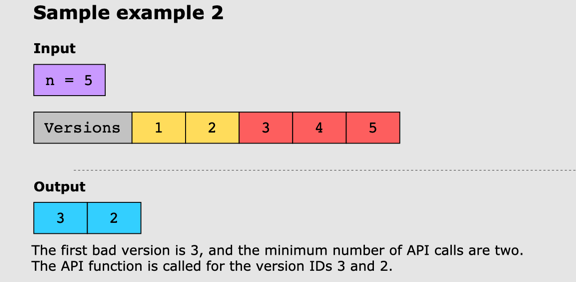 Sample example 2
Input
n = 5
Versions 1 2 3 4 5
Output
3 2
The first bad version is 3, and the minimum number of API calls are two.
The API function is called for the version IDs 3 and 2.